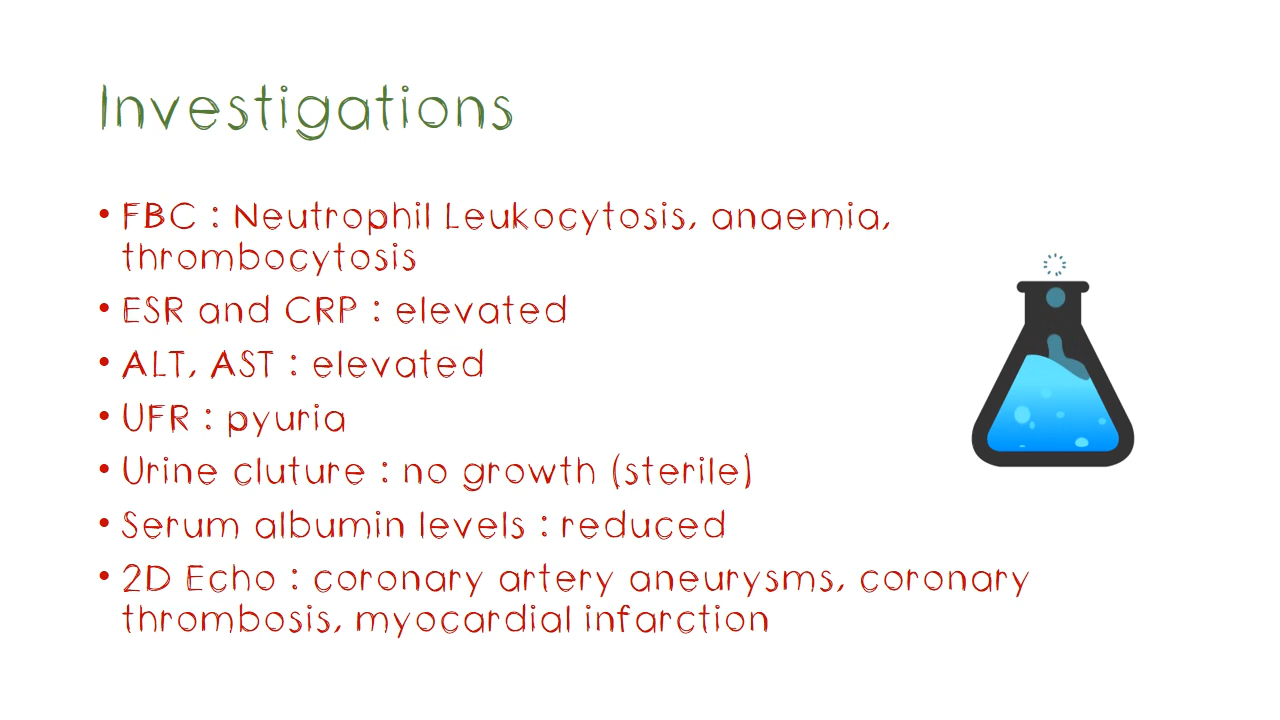 Investigations
• FBC : Neutrophil Leukocytosis, anaemia,
thrombocytosis
• ESR and CRP : elevated
• ALT, AST : elevated
• UFR : pyuria
• Urine cluture : no growth (sterile)
• Serum albumin levels : reduced
• 2D Echo : coronary artery aneurysms, coronary
thrombosis, myocardial infarction